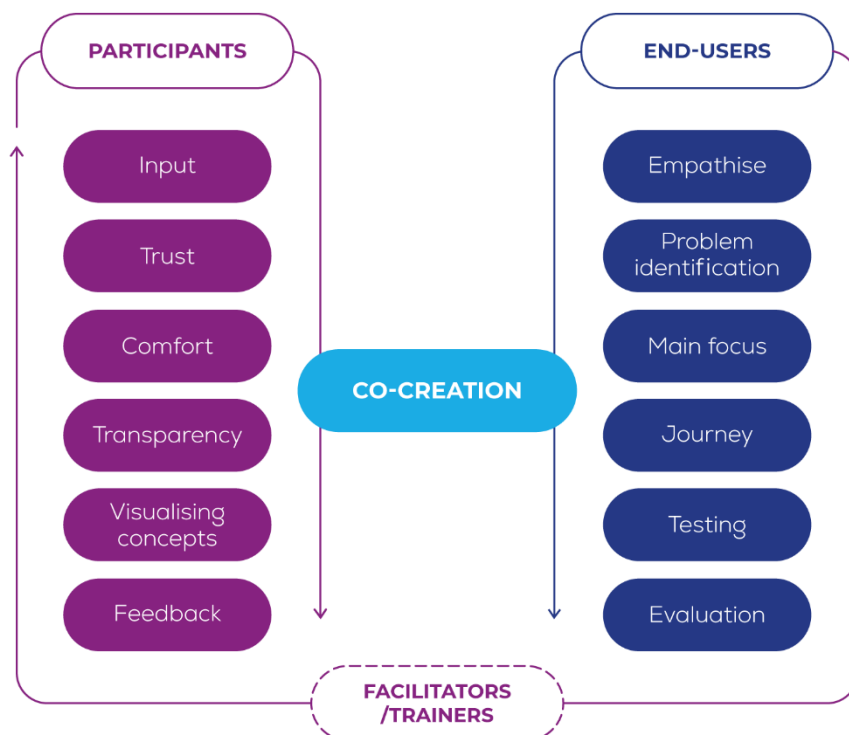 PARTICIPANTS
Input
Trust
Comfort
Transparency
Visualising
concepts
Feedback
CO-CREATION
END-USERS
Empathise
Problem
identification
Main focus
Journey
Testing
Evaluation
FACILITATORS
/TRAINERS